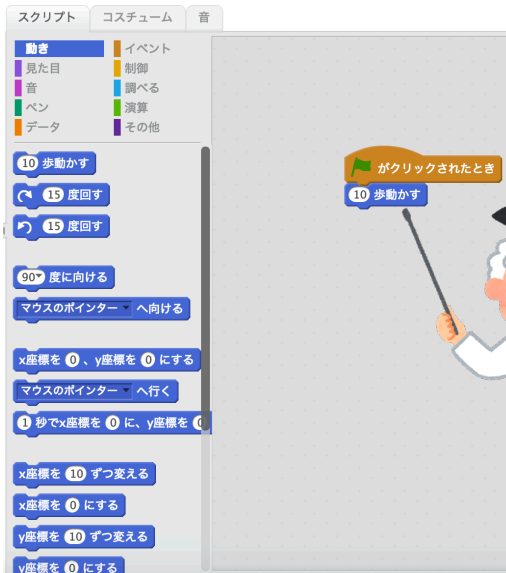 スクリプト コスチューム 音
動き イベント
見た目 制御
音 調べる
ペン 演算
データ その他
10 歩動かす
15 度回す
15 度回す
90 度に向ける
マウスのポインター へ向ける
x座標を 0 、y座標を 0 にする
マウスのポインター へ行く
1 秒でx座標を 0 に、y座標を 0
x座標を 10 ずつ変える
x座標を 0 にする
y座標を 10 ずつ変える
y座標を 0 にする
がクリックされたとき
10 歩動かす